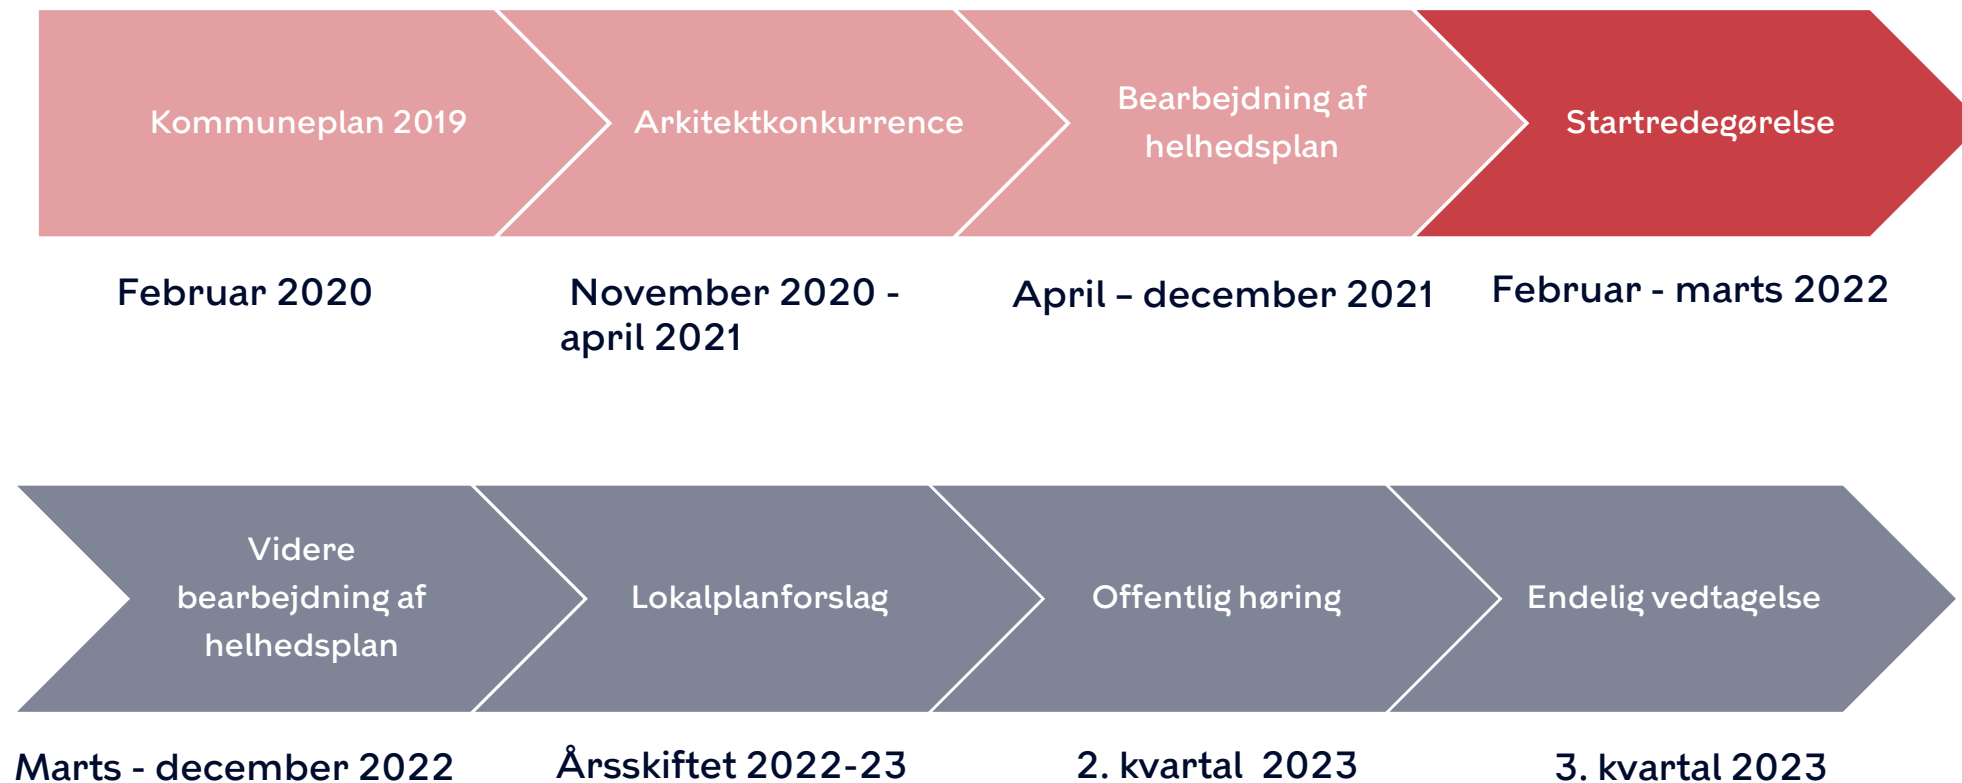 Kommuneplan 2019
Arkitektkonkurrence
Bearbejdning af
helhedsplan
Startredegørelse
Februar 2020
November 2020 -
april 2021
April – december 2021
Februar - marts 2022
Videre
bearbejdning af
helhedsplan
Lokalplanforslag
Offentlig høring
Endelig vedtagelse
Marts - december 2022
Årsskiftet 2022-23
2. kvartal 2023
3. kvartal 2023